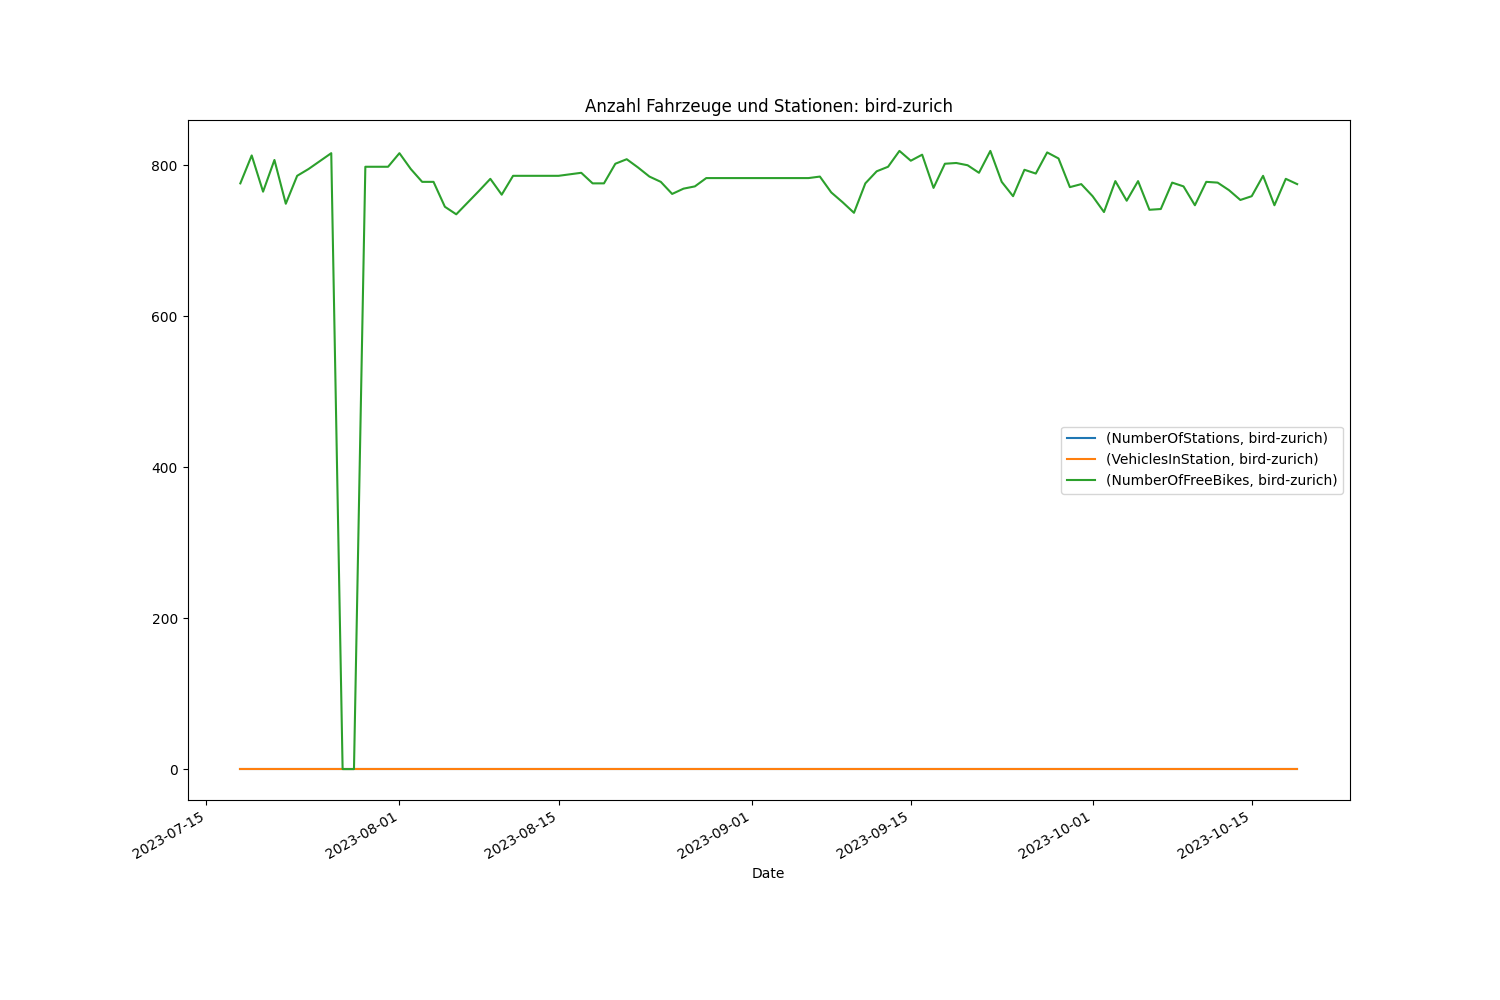 Anzahl Fahrzeuge und Stationen: bird-zurich
800
600
400
200
0
(NumberOfStations, bird-zurich)
(VehiclesInStation, bird-zurich)
(NumberOfFreeBikes, bird-zurich)
2023-07-15
2023-08-01
2023-08-15
2023-09-01
2023-09-15
2023-10-01
2023-10-15
Date